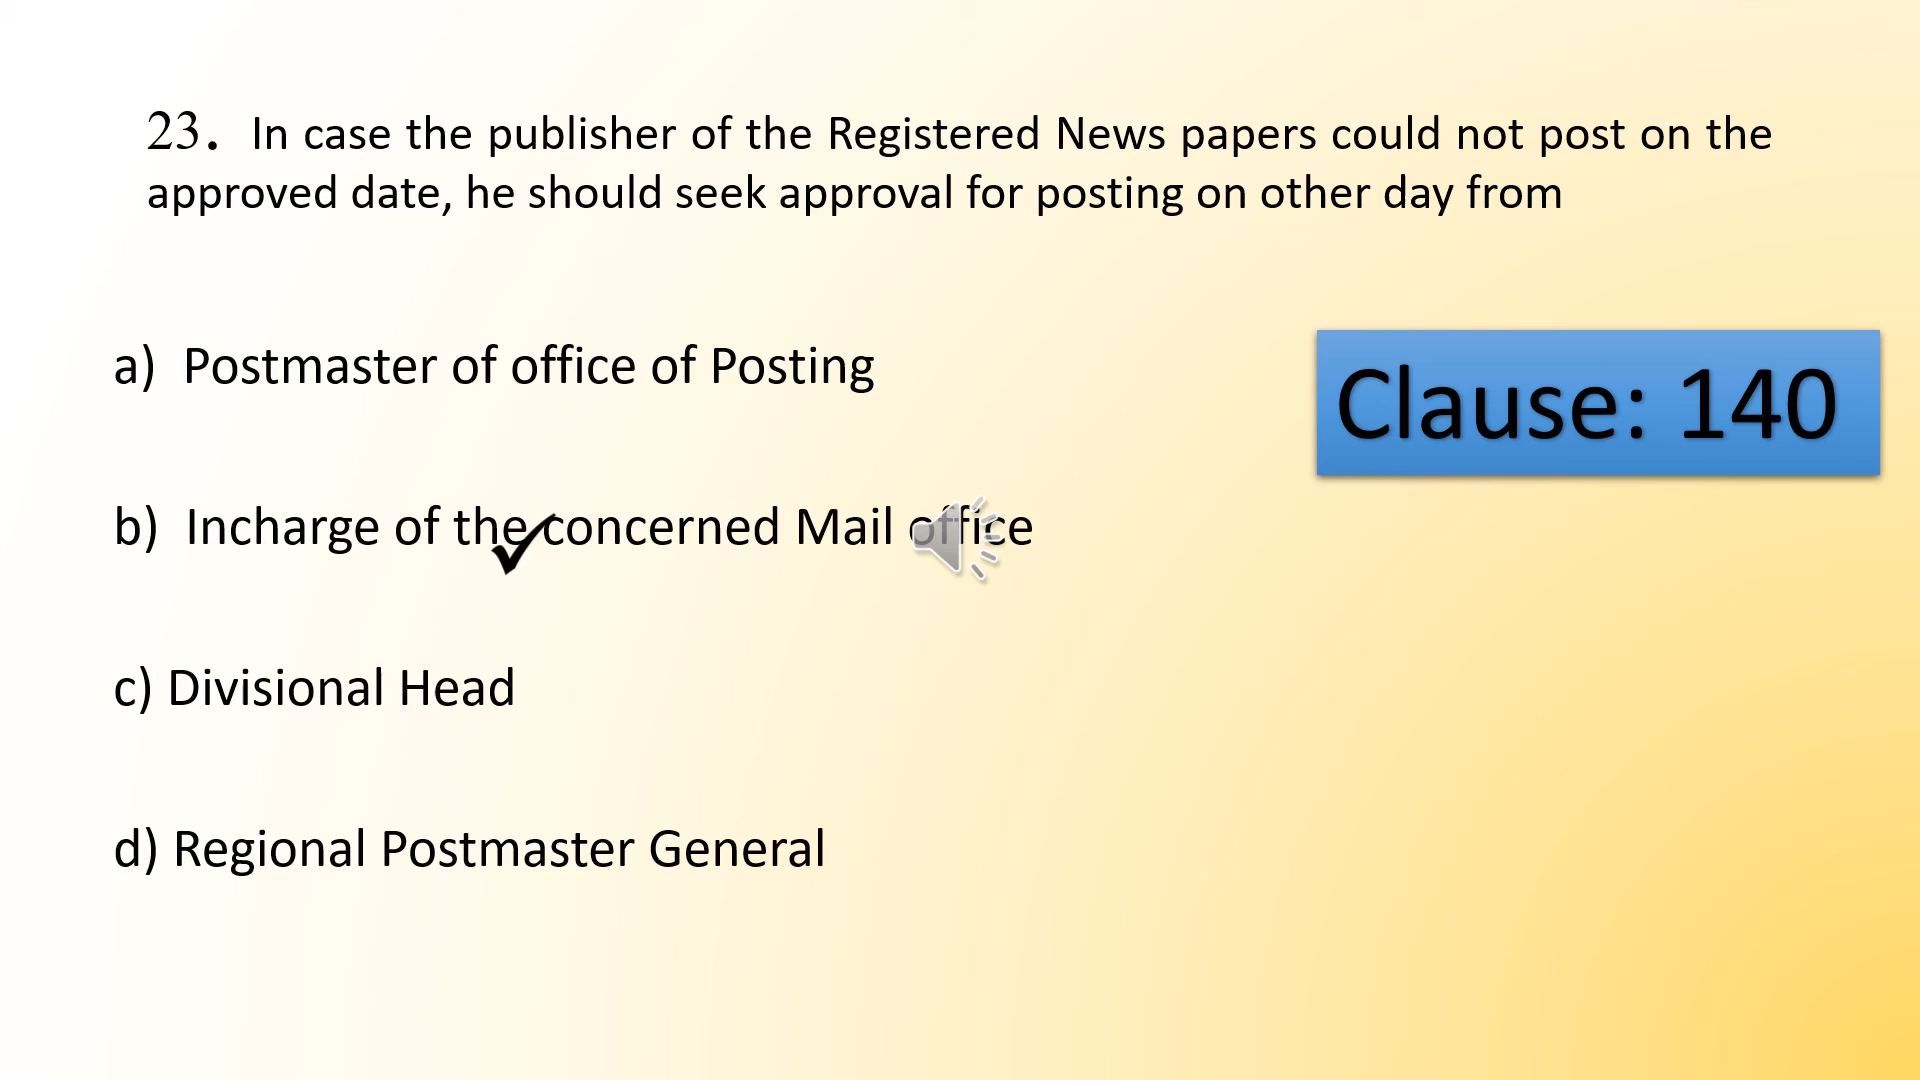 23. In case the publisher of the Registered News papers could not post on the
approved date, he should seek approval for posting on other day from
a) Postmaster of office of Posting
Clause: 140
b) Incharge of the concerned Mail office
c) Divisional Head
d) Regional Postmaster General